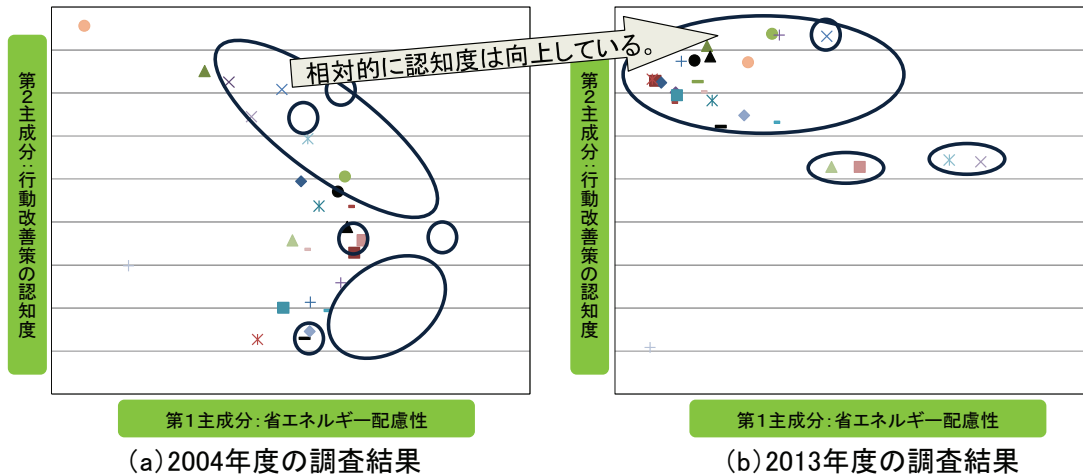 相対的に認知度は向上している。
第2主成分:行動改善策の認知度
第1主成分:省エネルギー配慮性
(a)2004年度の調査結果
第2主成分:行動改善策の認知度
第1主成分:省エネルギー配慮性
(b)2013年度の調査結果